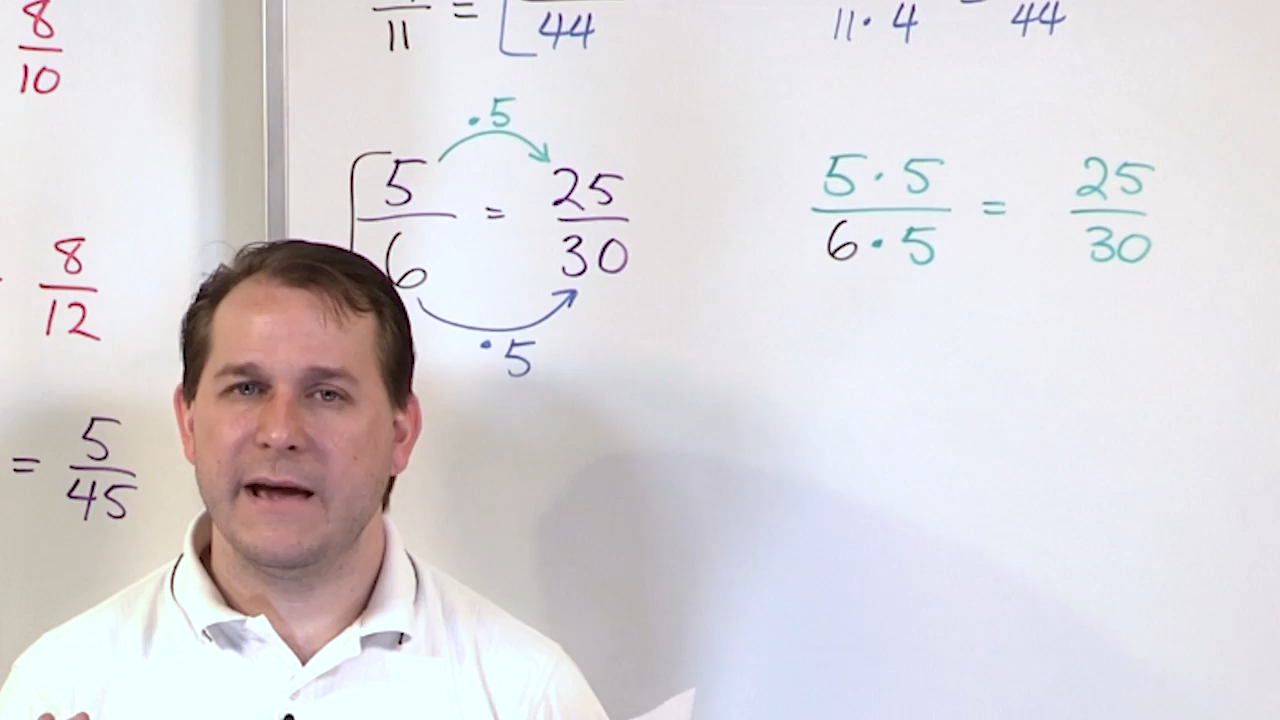 8
10
8
12
= 5
45
11 = 44
11 · 4 = 44
· 5
5 = 25
6 30
· 5
5 · 5 = 25
6 · 5 30